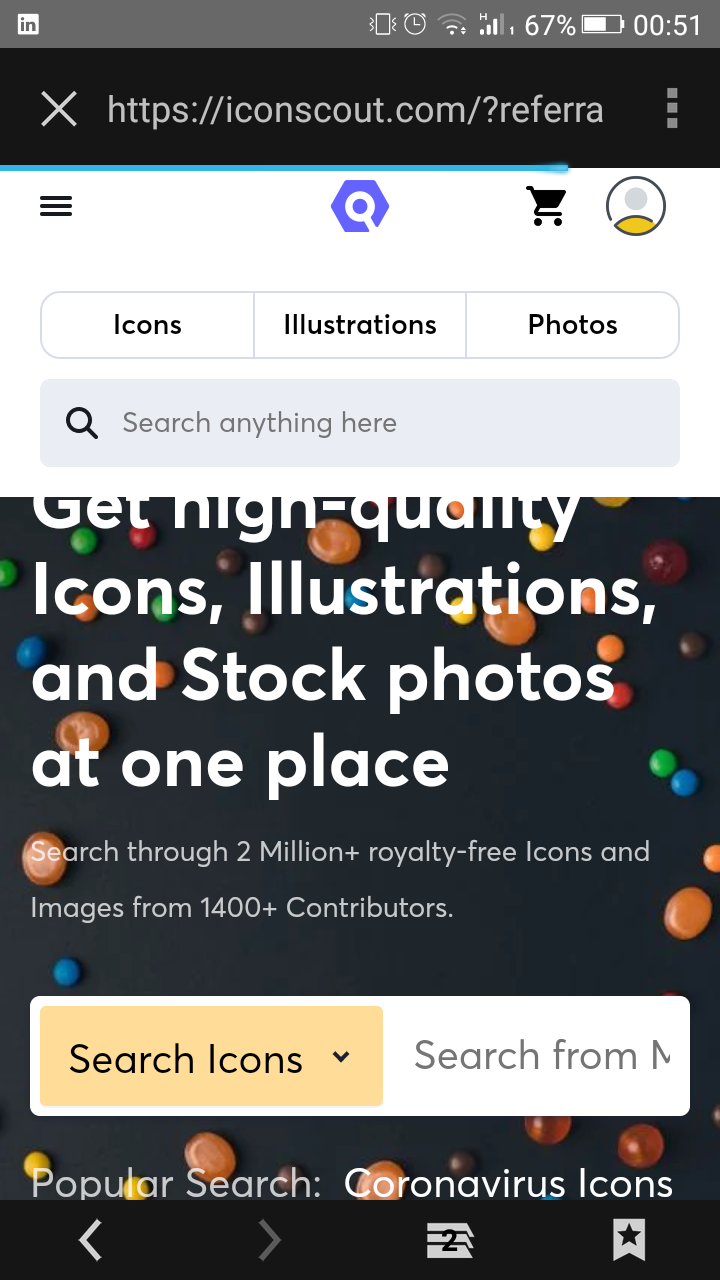 in
H
1
67%
00:51
https://iconscout.com/?referra
Icons
Illustrations
Photos
Search anything here
Get high-quality
Icons, Illustrations,
and Stock photos
at one place
Search through 2 Million+ royalty-free Icons and
Images from 1400+ Contributors.
Search Icons
Search from M
Popular Search: Coronavirus Icons
2